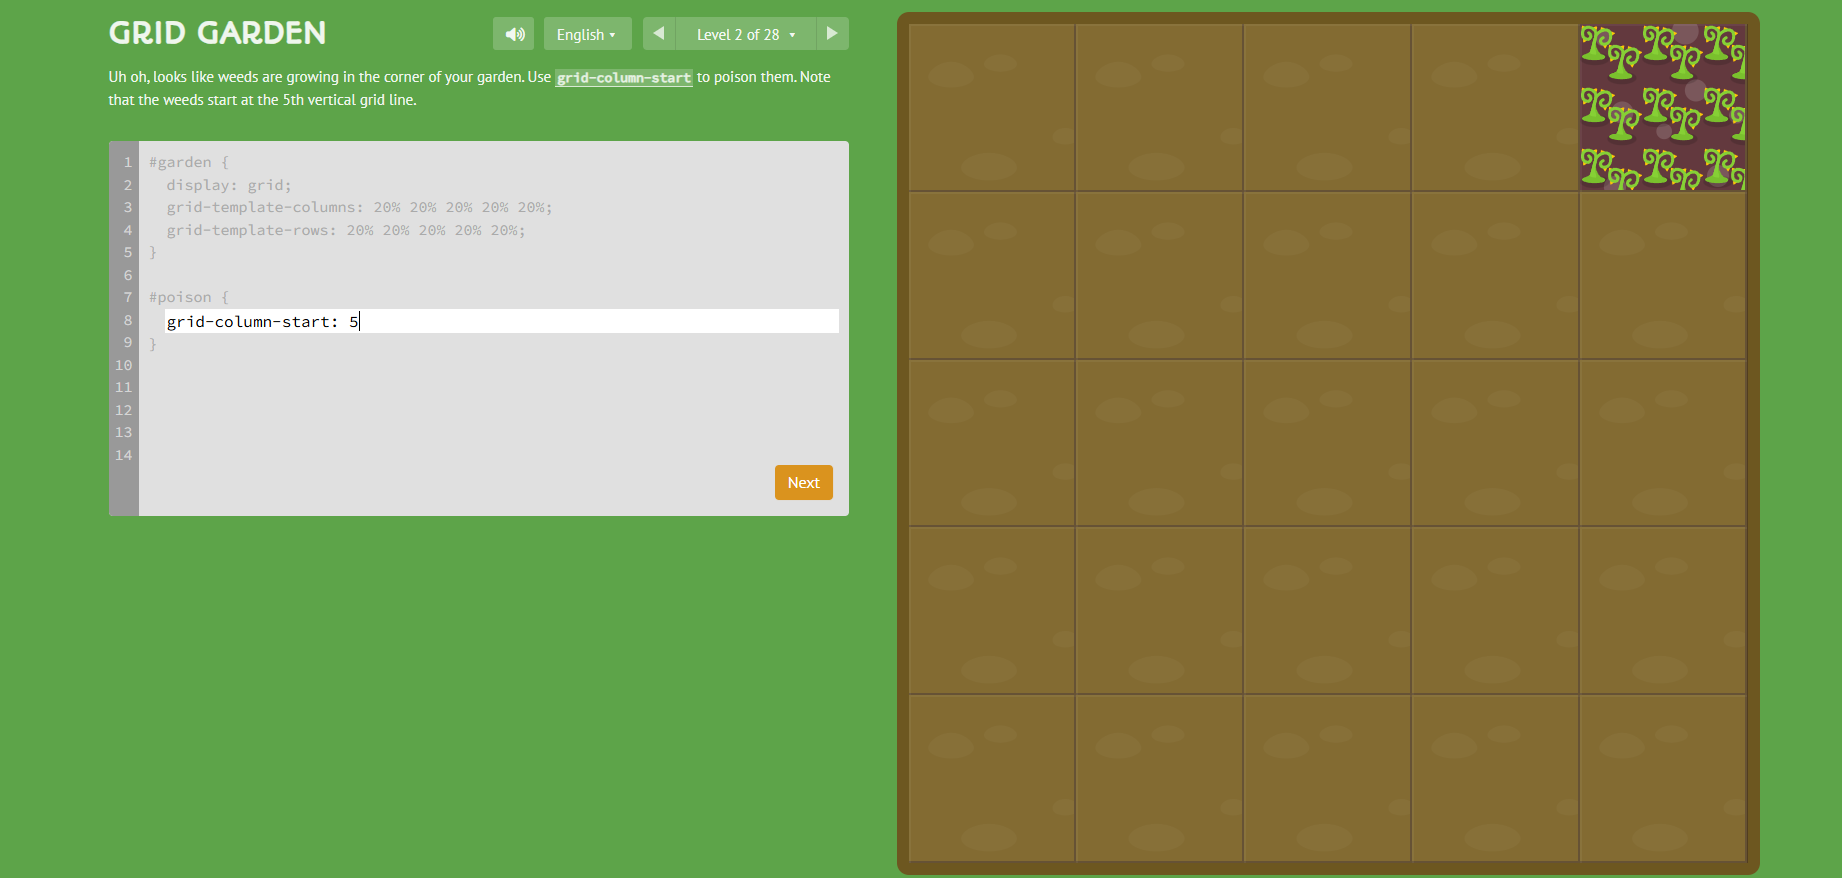 GRID GARDEN
English ▾
◀ Level 2 of 28 ▾ ▶
Uh oh, looks like weeds are growing in the corner of your garden. Use grid-column-start to poison them. Note
that the weeds start at the 5th vertical grid line.
1 #garden {
2 display: grid;
3 grid-template-columns: 20% 20% 20% 20% 20%;
4 grid-template-rows: 20% 20% 20% 20% 20%;
5 }
6
7 #poison {
8 grid-column-start: 5
9 }
10
11
12
13
14
Next